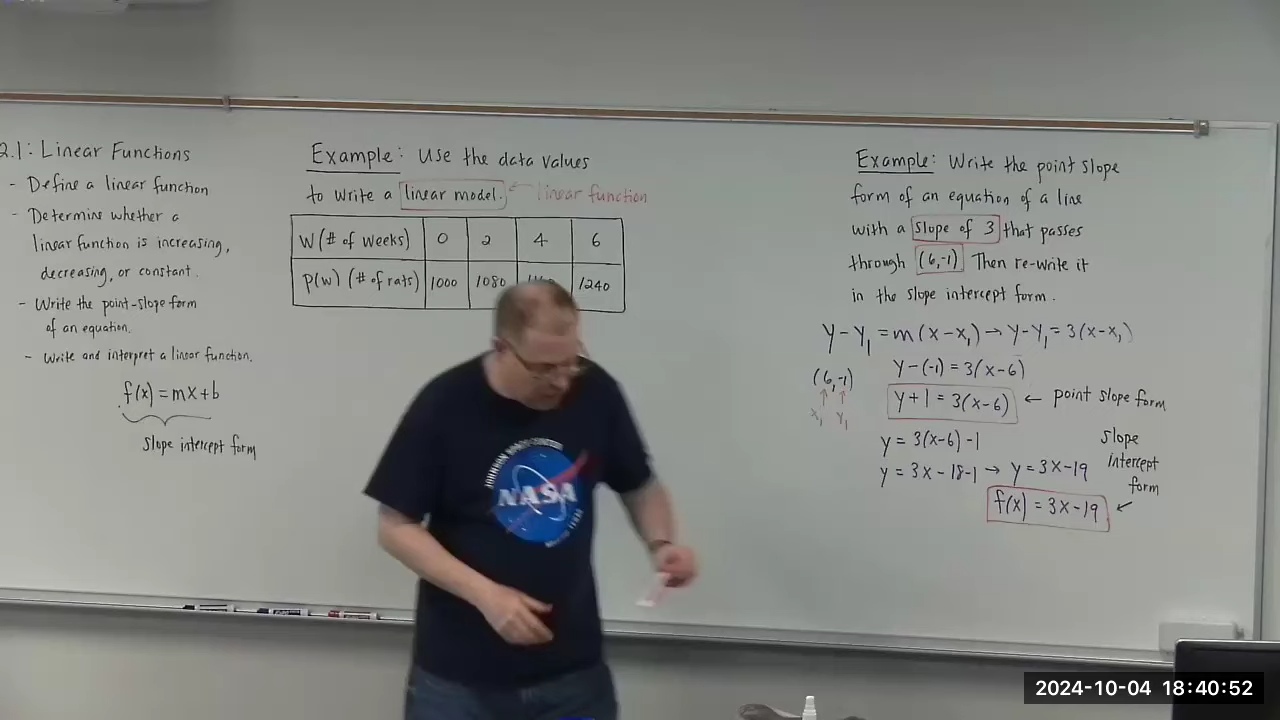 2.1: Linear Functions
- Define a linear function
- Determine whether a
linear function is increasing,
decreasing, or constant.
- Write the point-slope form
of an equation.
- Write and interpret a linear function.
f(x) = mx+b
Slope intercept form
Example: Use the data values
to write a linear model. ← linear function
W (# of weeks) 0 2 4 6
P(w) (# of rats) 1000 1080 1240
Example: Write the point slope
form of an equation of a line
with a slope of 3 that passes
through (6,-1) Then re-write it
in the slope intercept form.
y-y₁ = m(x-x₁) → y-y₁ = 3(x-x₁)
(6,-1) y-(-1) = 3(x-6)
x₁ y₁ y+1 = 3(x-6) ← point slope form
y = 3(x-6)-1
y = 3x-18-1 → y = 3x-19
f(x) = 3x-19 ←
slope
intercept
form
JOHNSON SPACE CENTER
NASA
2024-10-04 18:40:52